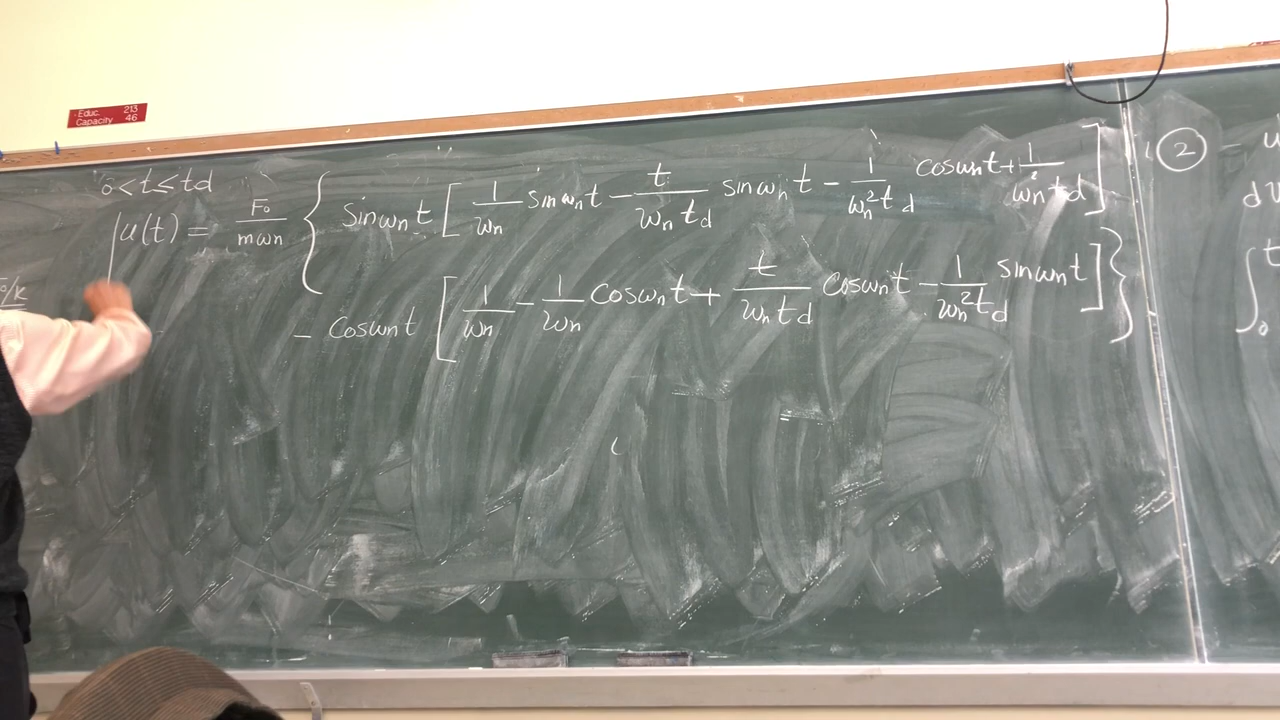 Educ. 213
Capacity 46
0<t≤td
u(t) = F₀/mωn { Sinωn t [ 1/ωn sinωn t − t/ωn td sinωn t − 1/ωn² td cosωn t + 1/ωn² td ]
− Cosωn t [ 1/ωn − 1/ωn Cosωn t + t/ωn td Cosωn t − 1/ωn² td sinωn t ] }
②